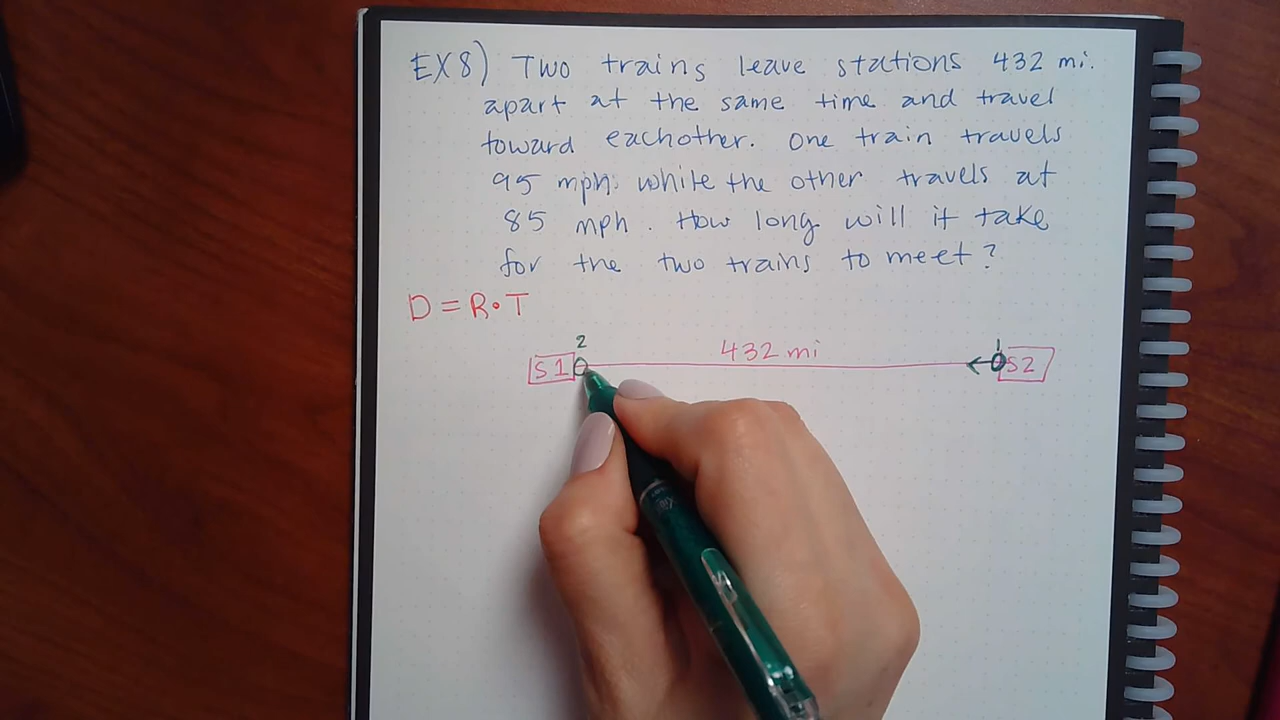 EX8) Two trains leave stations 432 mi.
apart at the same time and travel
toward eachother. One train travels
95 mph. while the other travels at
85 mph. How long will it take
for the two trains to meet?
D = R•T
2 432 mi 1
S1 S2